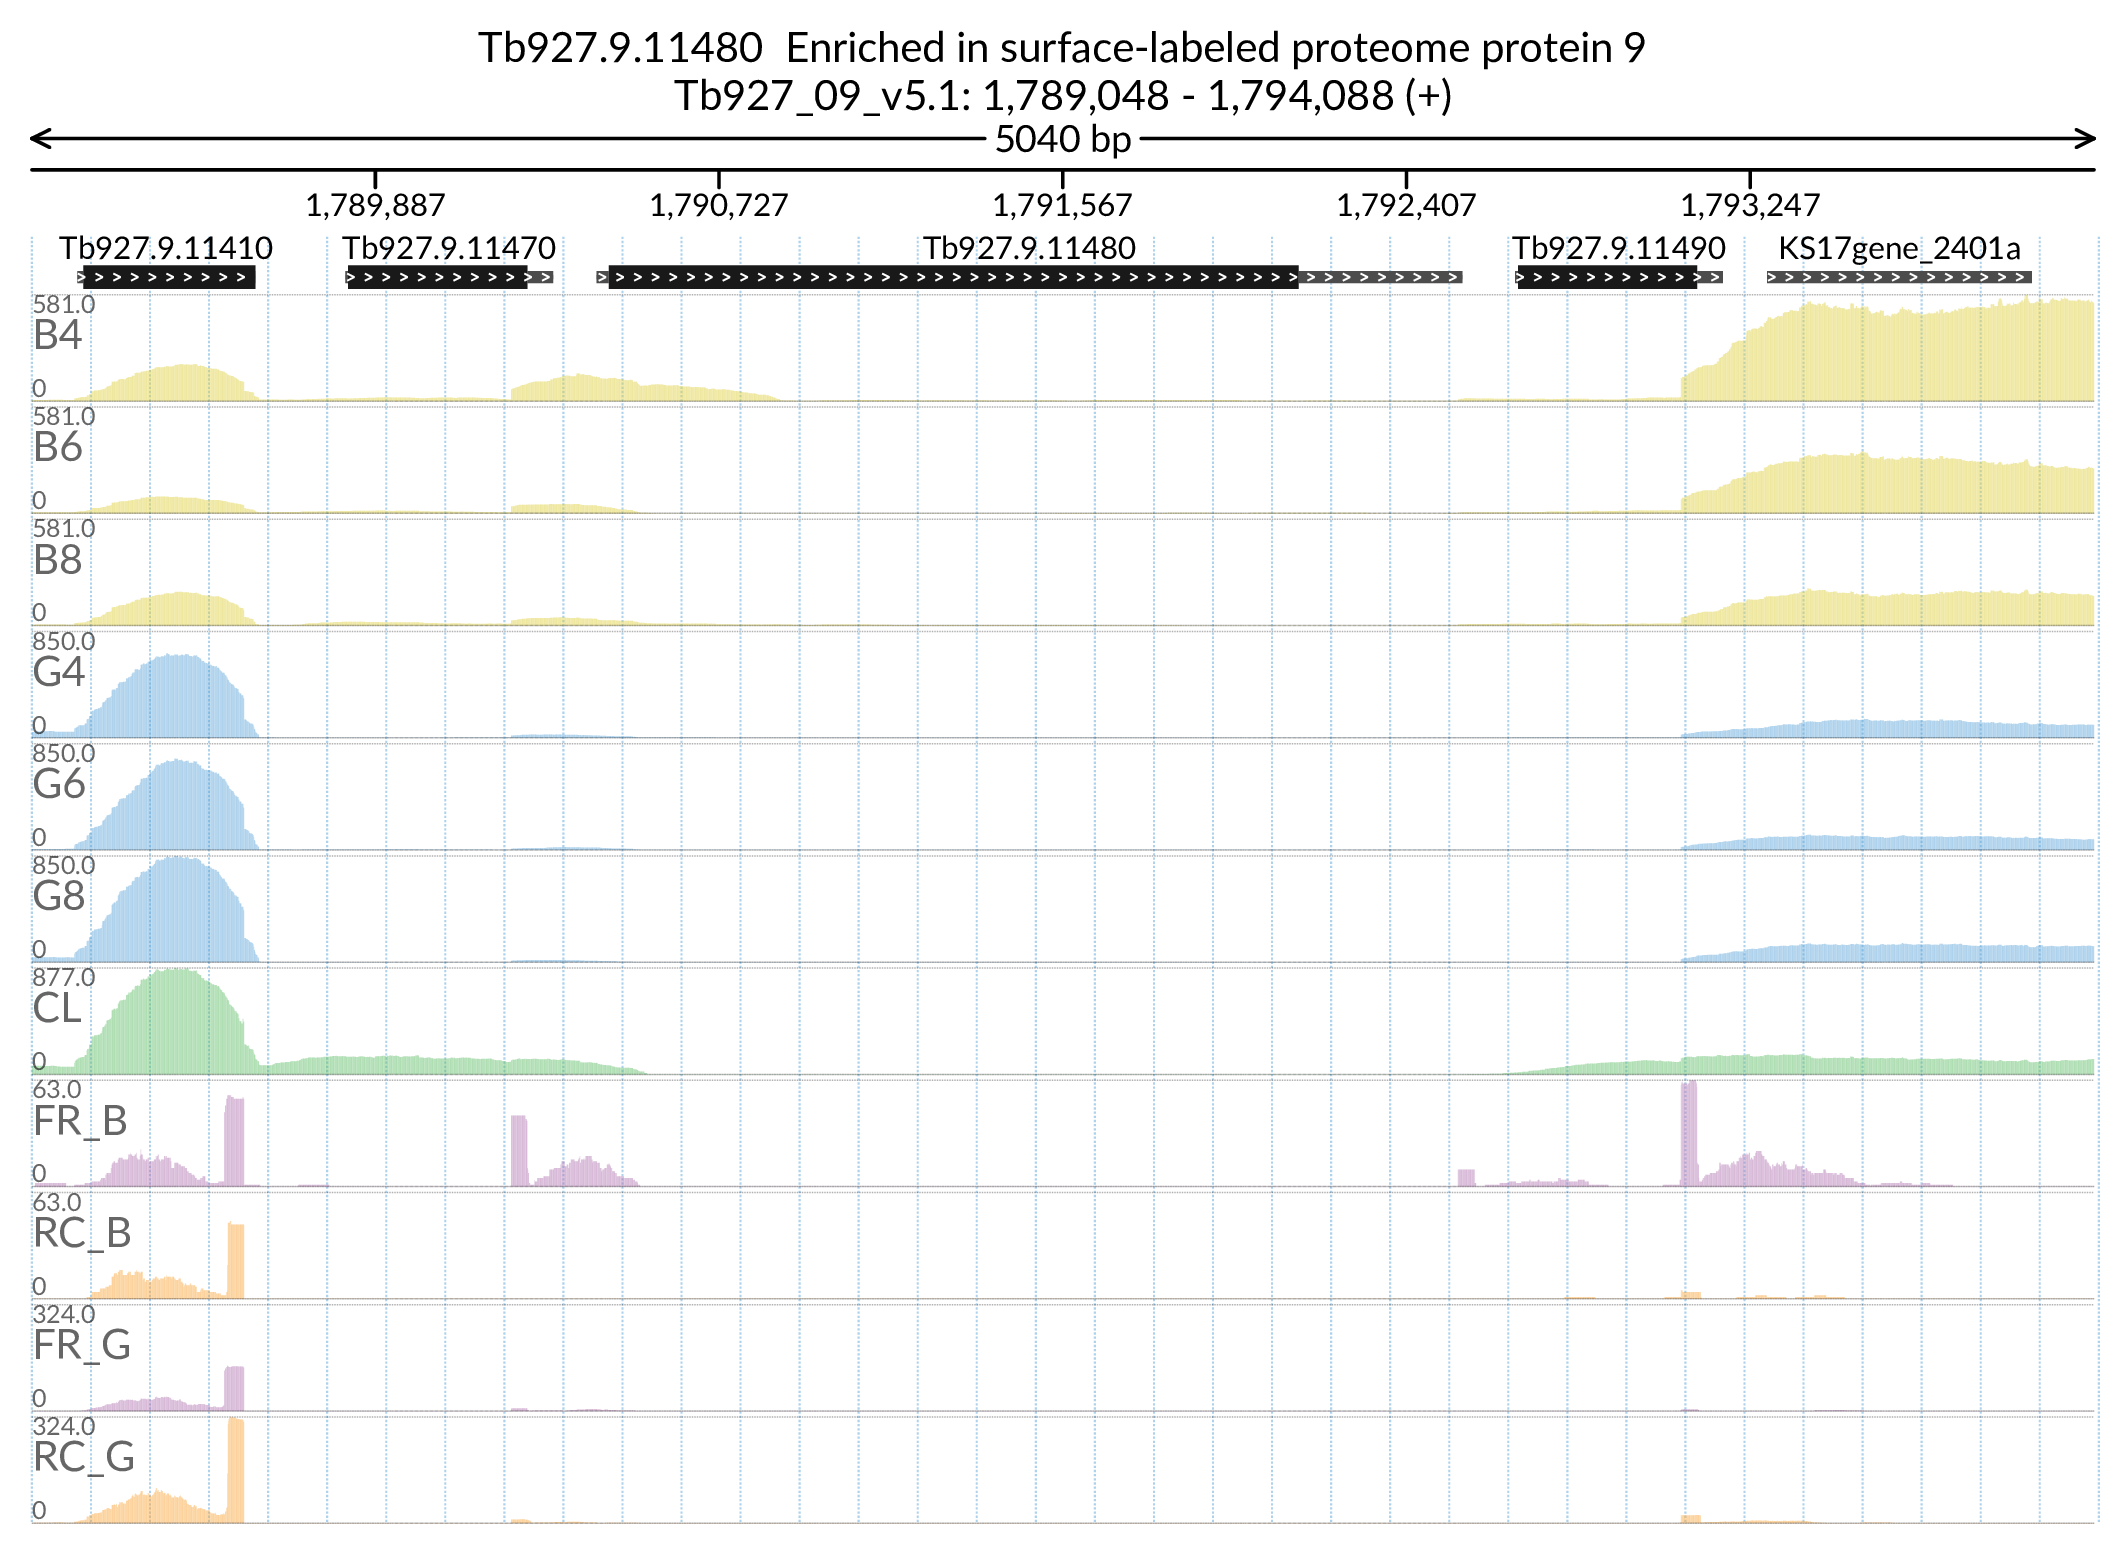 Tb927.9.11480  Enriched in surface-labeled proteome protein 9
Tb927_09_v5.1: 1,789,048 - 1,794,088 (+)
5040 bp
1,789,887 1,790,727 1,791,567 1,792,407 1,793,247
Tb927.9.11410 Tb927.9.11470 Tb927.9.11480 Tb927.9.11490 KS17gene_2401a
581.0
B4
0
581.0
B6
0
581.0
B8
0
850.0
G4
0
850.0
G6
0
850.0
G8
0
877.0
CL
0
63.0
FR_B
0
63.0
RC_B
0
324.0
FR_G
0
324.0
RC_G
0